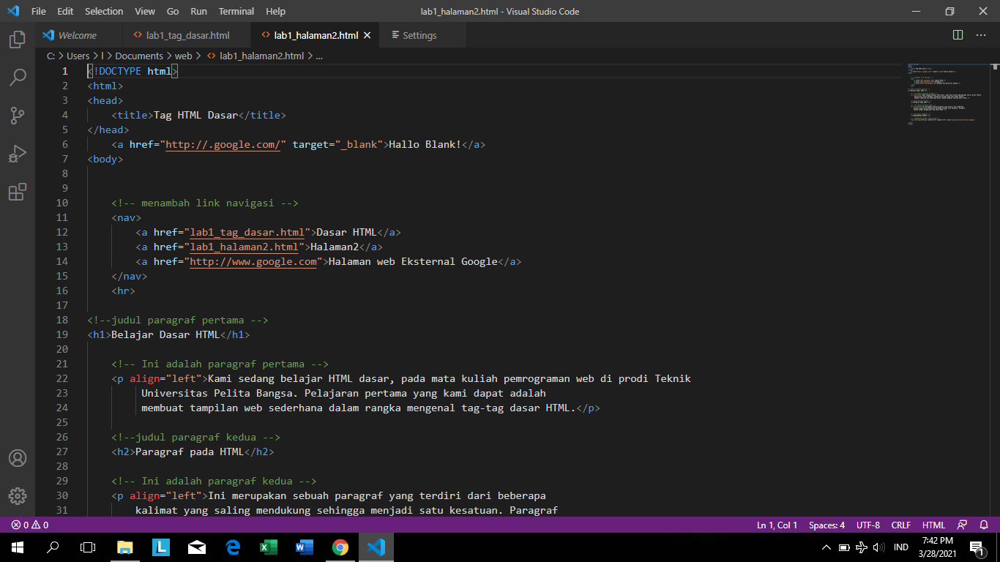 File Edit Selection View Go Run Terminal Help lab1_halaman2.html - Visual Studio Code
Welcome lab1_tag_dasar.html lab1_halaman2.html Settings
C: > Users > I > Documents > web > lab1_halaman2.html > ...
1 <!DOCTYPE html>
2 <html>
3 <head>
4 <title>Tag HTML Dasar</title>
5 </head>
6 <a href="http://.google.com/" target="_blank">Hallo Blank!</a>
7 <body>
8
9
10 <!-- menambah link navigasi -->
11 <nav>
12 <a href="lab1_tag_dasar.html">Dasar HTML</a>
13 <a href="lab1_halaman2.html">Halaman2</a>
14 <a href="http://www.google.com">Halaman web Eksternal Google</a>
15 </nav>
16 <hr>
17
18 <!--judul paragraf pertama -->
19 <h1>Belajar Dasar HTML</h1>
20
21 <!-- Ini adalah paragraf pertama -->
22 <p align="left">Kami sedang belajar HTML dasar, pada mata kuliah pemrograman web di prodi Teknik
23 Universitas Pelita Bangsa. Pelajaran pertama yang kami dapat adalah
24 membuat tampilan web sederhana dalam rangka mengenal tag-tag dasar HTML.</p>
25
26 <!--judul paragraf kedua -->
27 <h2>Paragraf pada HTML</h2>
28
29 <!-- Ini adalah paragraf kedua -->
30 <p align="left">Ini merupakan sebuah paragraf yang terdiri dari beberapa
31 kalimat yang saling mendukung sehingga menjadi satu kesatuan. Paragraf
0 0 Ln 1, Col 1 Spaces: 4 UTF-8 CRLF HTML
L IND 7:42 PM
3/28/2021 1